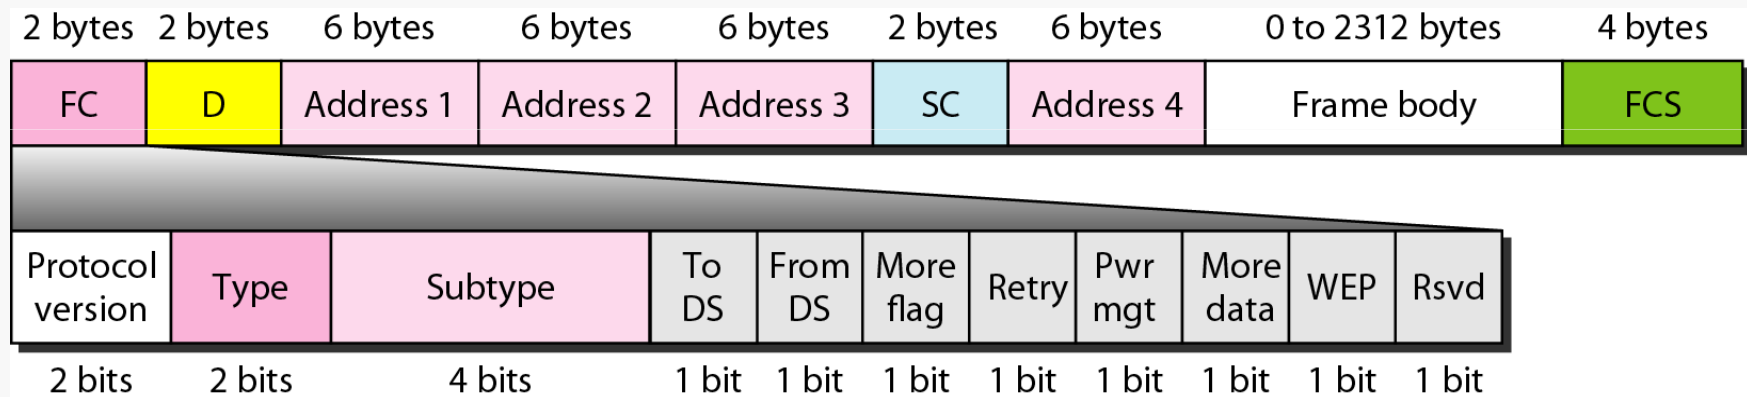 2 bytes 2 bytes 6 bytes 6 bytes 6 bytes 2 bytes 6 bytes 0 to 2312 bytes 4 bytes
FC D Address 1 Address 2 Address 3 SC Address 4 Frame body FCS
Protocol version Type Subtype To DS From DS More flag Retry Pwr mgt More data WEP Rsvd
2 bits 2 bits 4 bits 1 bit 1 bit 1 bit 1 bit 1 bit 1 bit 1 bit 1 bit